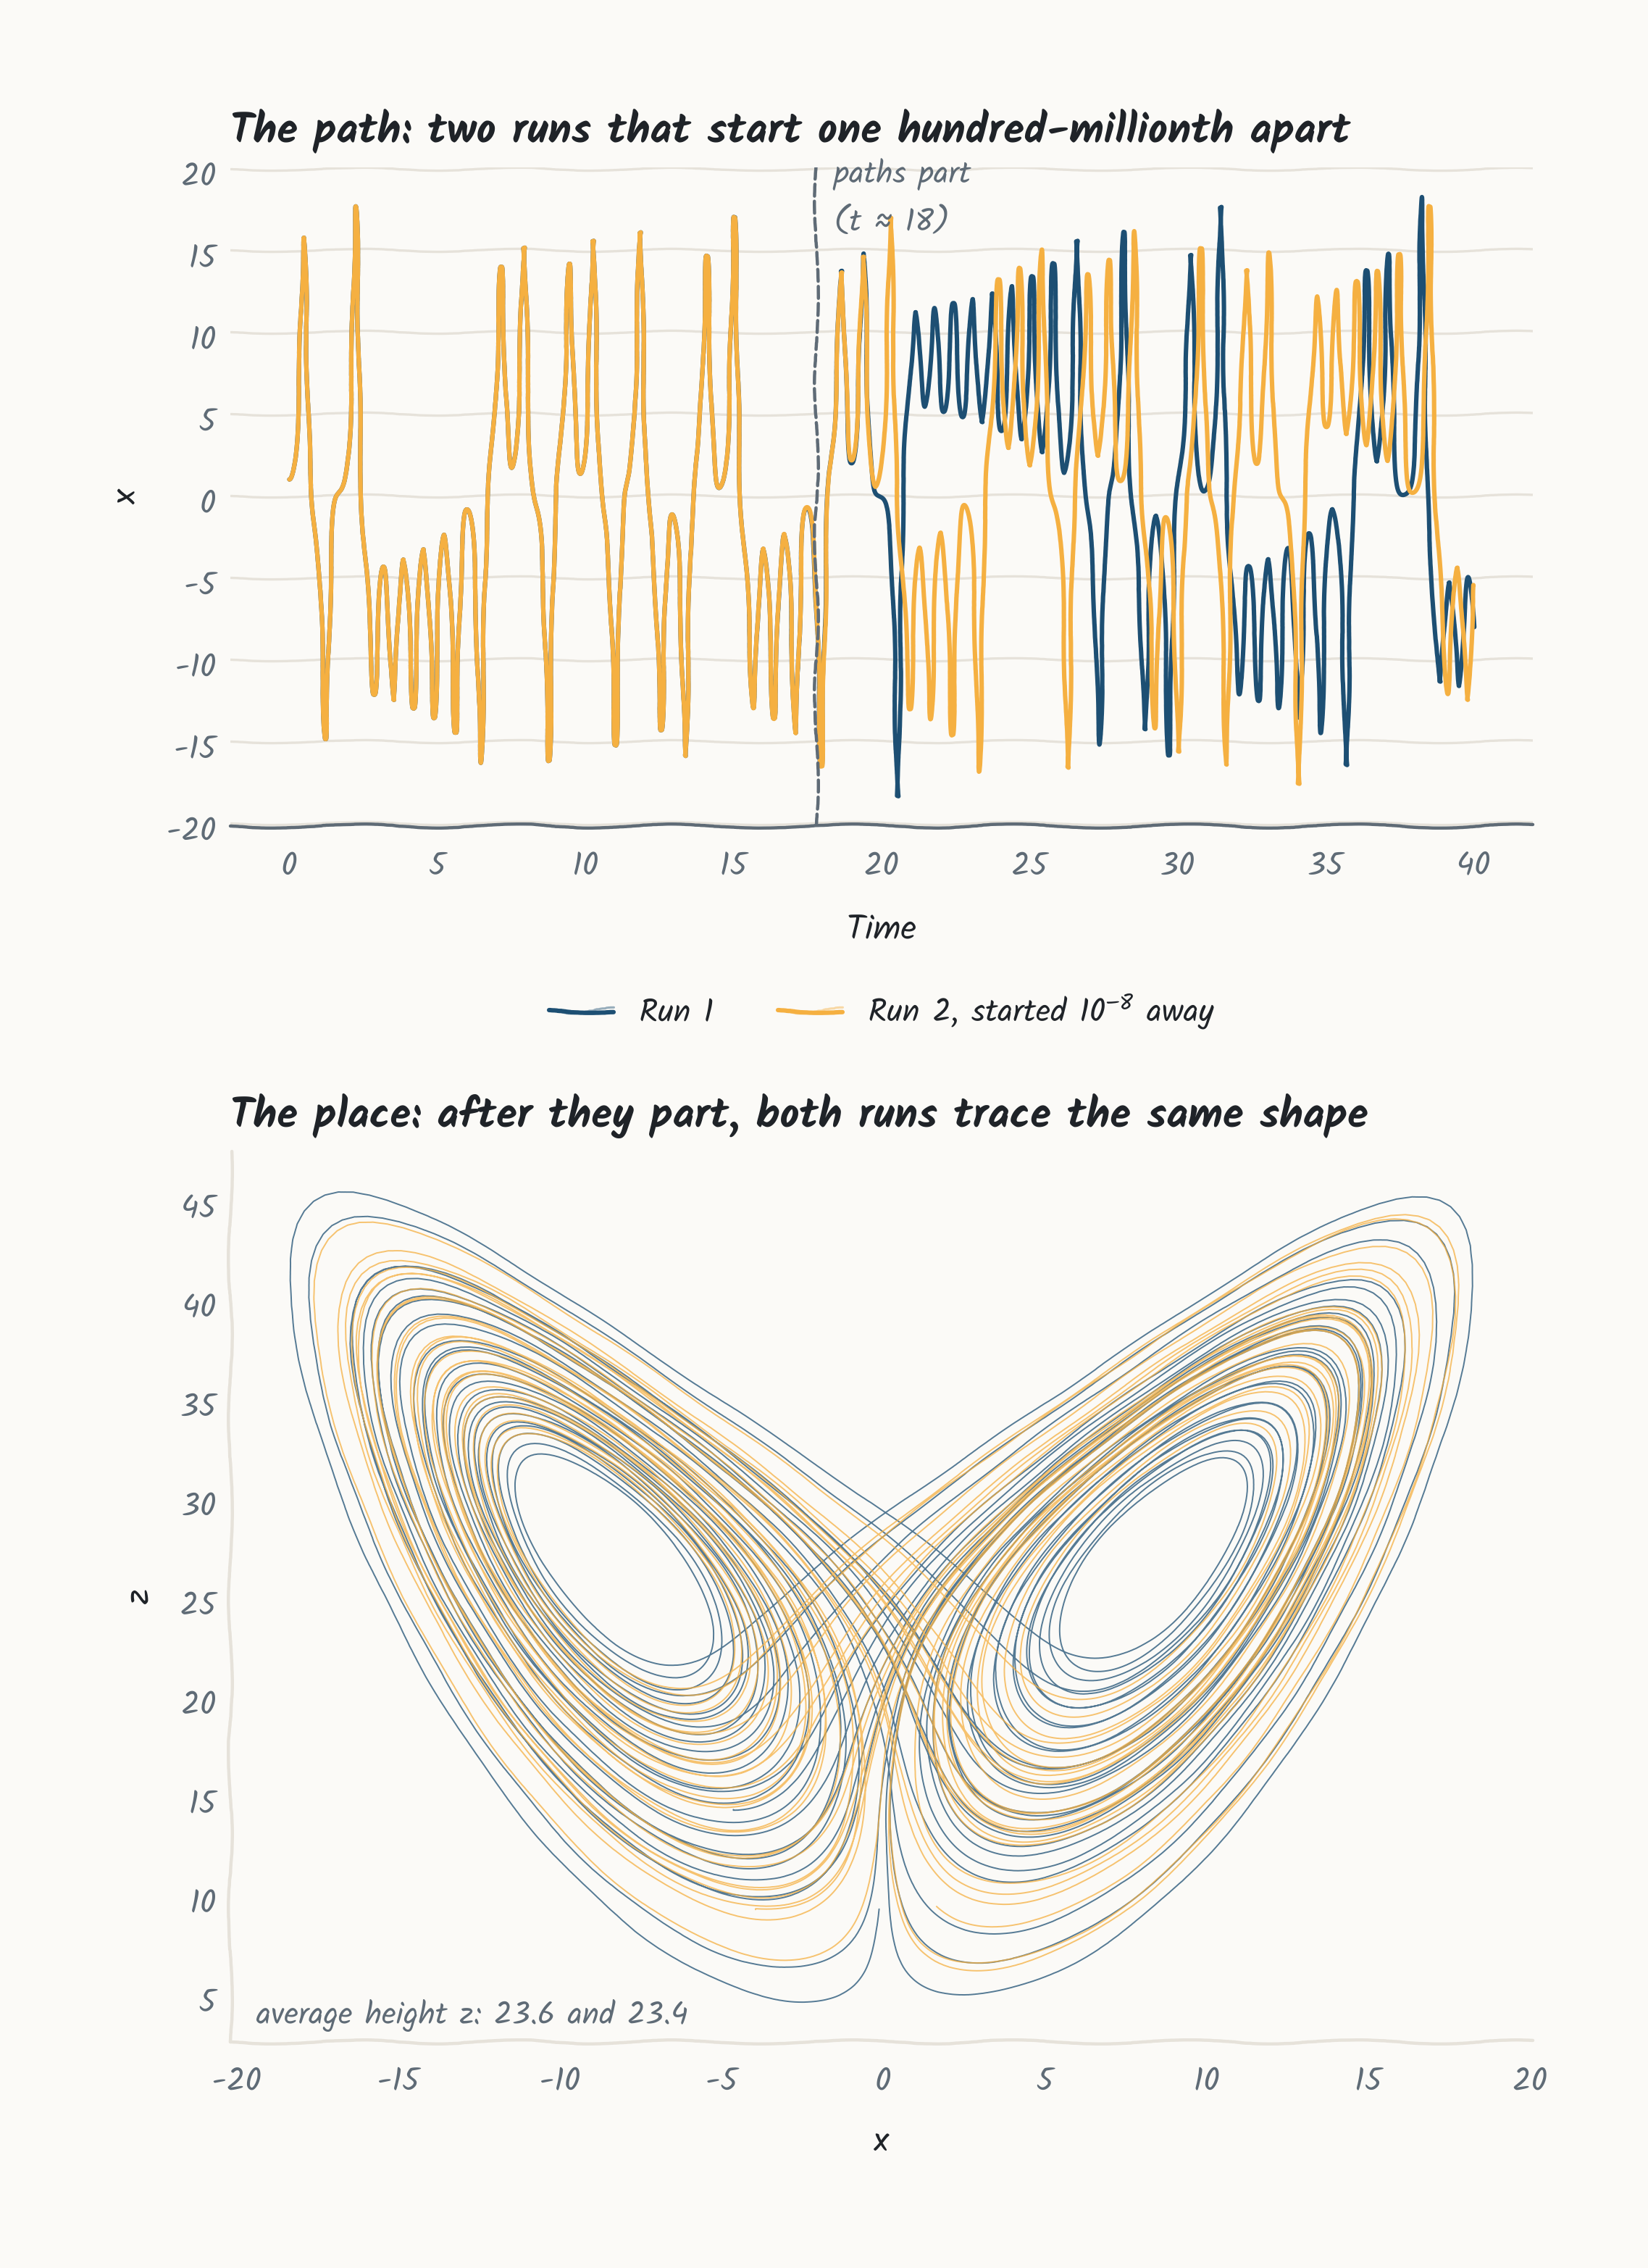 The path: two runs that start one hundred-millionth apart
20
paths part
(t ≈ 18)
15
10
5
0
x
-5
-10
-15
-20
0 5 10 15 20 25 30 35 40
Time
Run 1 Run 2, started 10⁻⁸ away
The place: after they part, both runs trace the same shape
45
40
35
30
z
25
20
15
10
5
average height z: 23.6 and 23.4
-20 -15 -10 -5 0 5 10 15 20
x